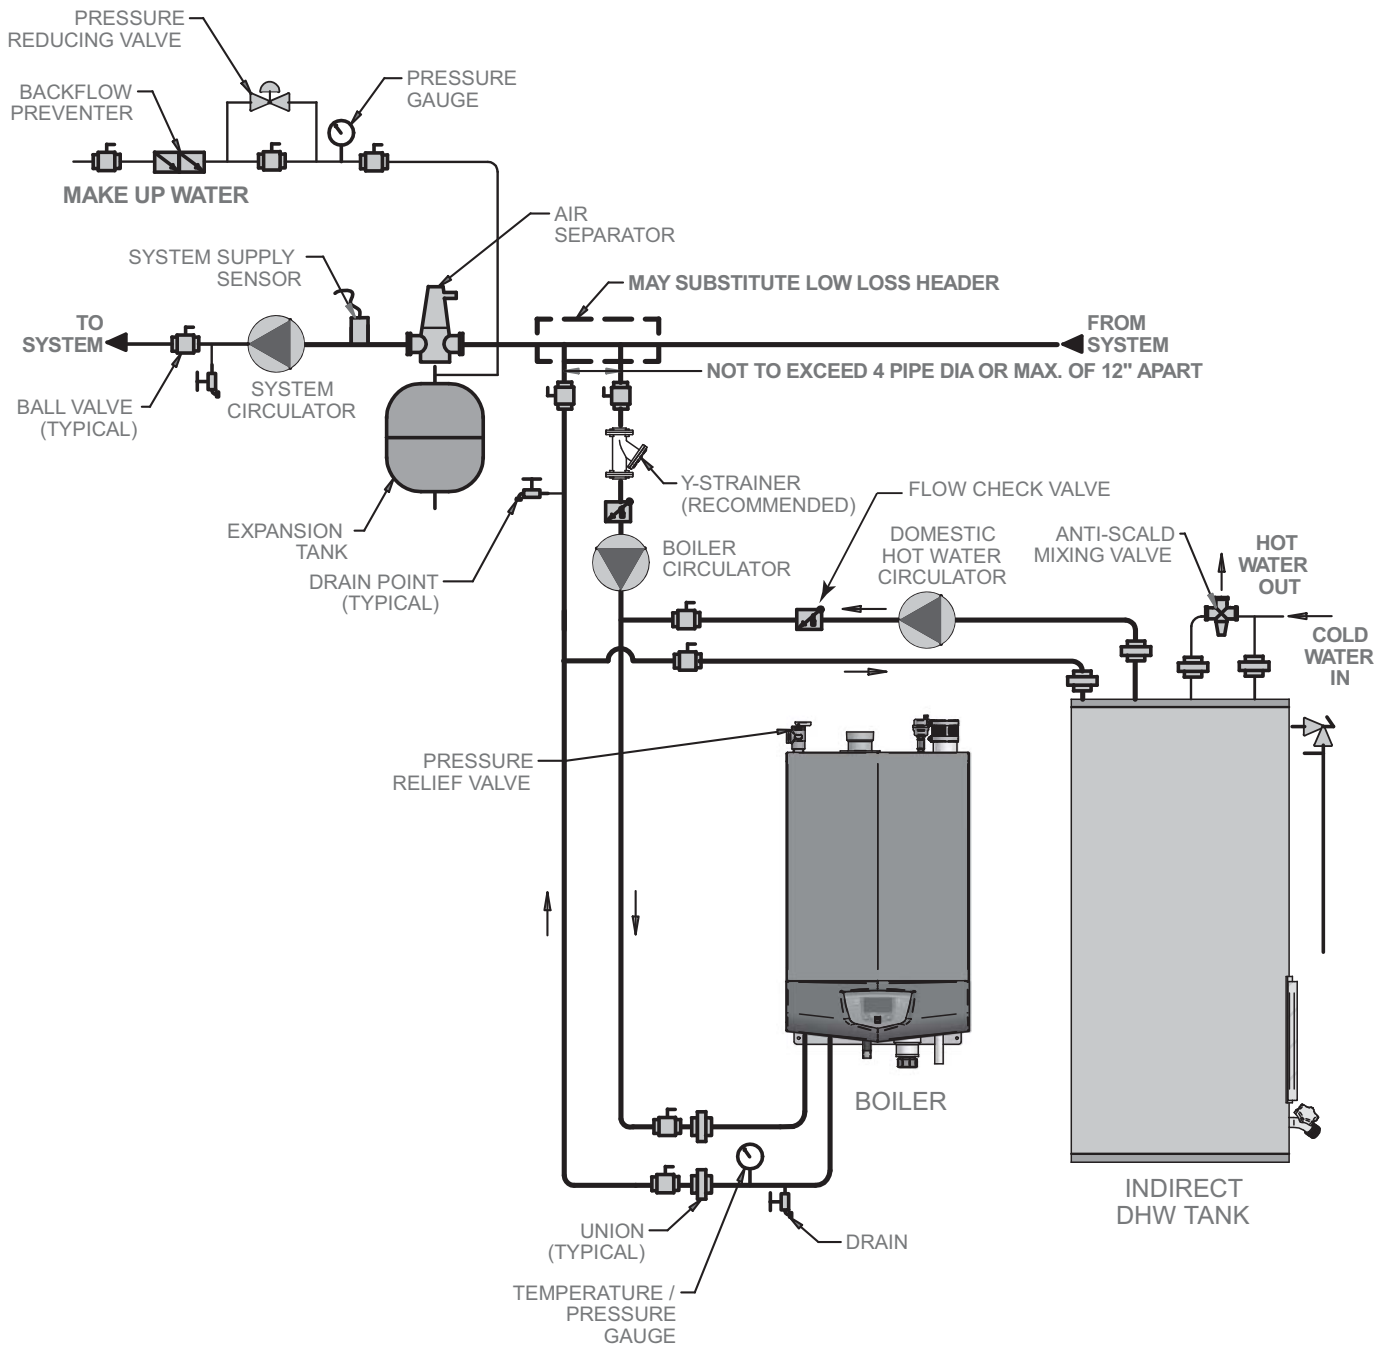 PRESSURE
REDUCING VALVE
BACKFLOW
PREVENTER
PRESSURE
GAUGE
MAKE UP WATER
AIR
SEPARATOR
SYSTEM SUPPLY
SENSOR
MAY SUBSTITUTE LOW LOSS HEADER
TO
SYSTEM
FROM
SYSTEM
NOT TO EXCEED 4 PIPE DIA OR MAX. OF 12" APART
SYSTEM
CIRCULATOR
BALL VALVE
(TYPICAL)
Y-STRAINER
(RECOMMENDED)
FLOW CHECK VALVE
EXPANSION
TANK
DRAIN POINT
(TYPICAL)
BOILER
CIRCULATOR
DOMESTIC
HOT WATER
CIRCULATOR
ANTI-SCALD
MIXING VALVE
HOT
WATER
OUT
COLD
WATER
IN
PRESSURE
RELIEF VALVE
BOILER
INDIRECT
DHW TANK
UNION
(TYPICAL)
DRAIN
TEMPERATURE /
PRESSURE
GAUGE